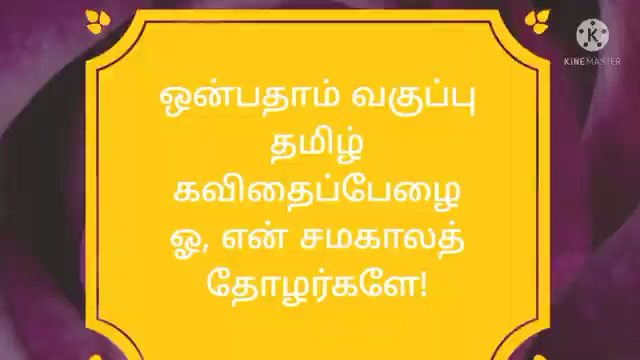 KINEMASTER
ஒன்பதாம் வகுப்பு
தமிழ்
கவிதைப்பேழை
ஓ, என் சமகாலத்
தோழர்களே!